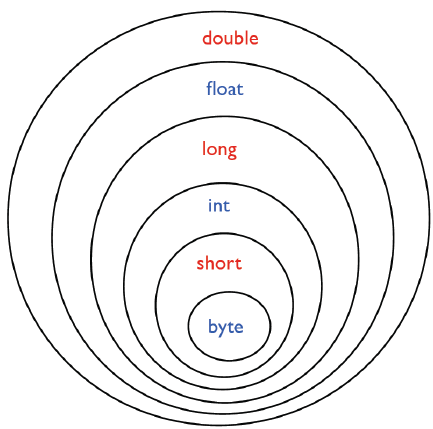 double
float
long
int
short
byte